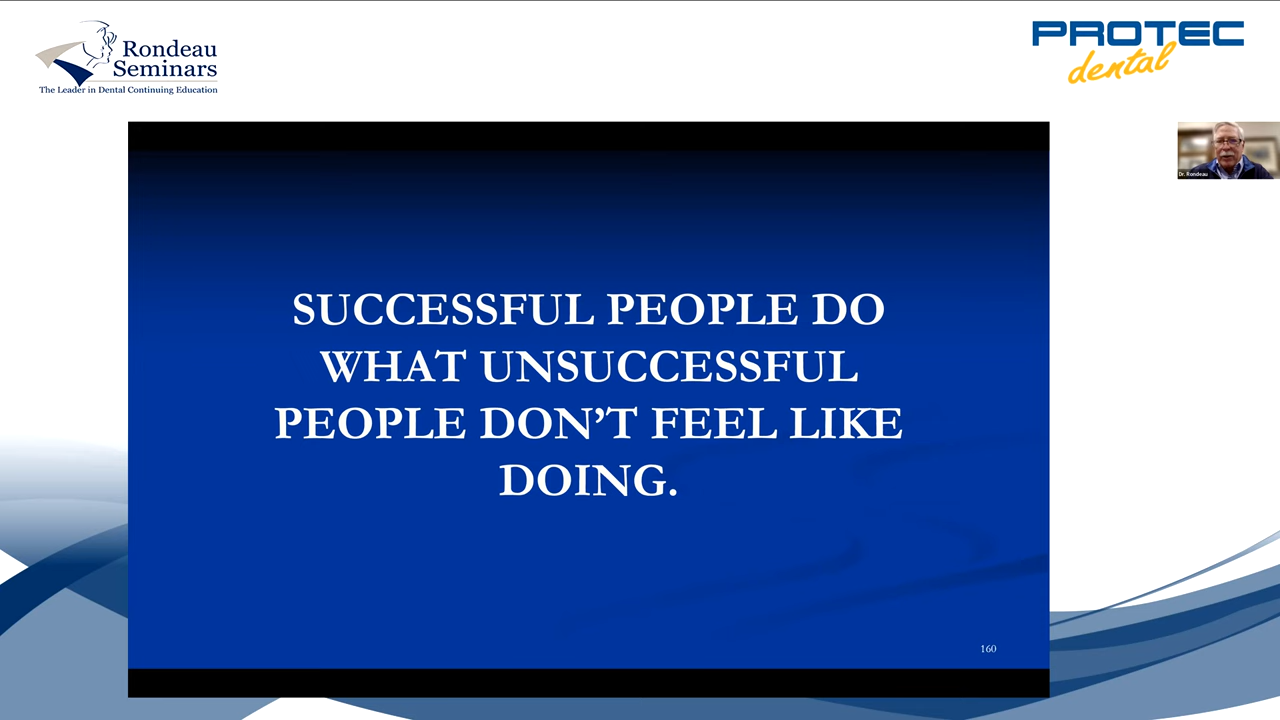 Rondeau
Seminars
The Leader in Dental Continuing Education
PROTEC
dental
Dr. Rondeau
SUCCESSFUL PEOPLE DO
WHAT UNSUCCESSFUL
PEOPLE DON’T FEEL LIKE
DOING.
160